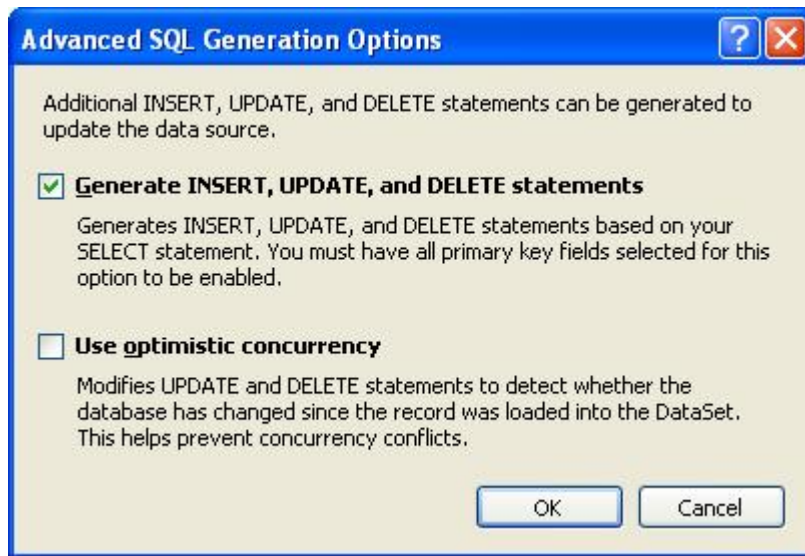 Advanced SQL Generation Options
?
Additional INSERT, UPDATE, and DELETE statements can be generated to
update the data source.
Generate INSERT, UPDATE, and DELETE statements
Generates INSERT, UPDATE, and DELETE statements based on your
SELECT statement. You must have all primary key fields selected for this
option to be enabled.
Use optimistic concurrency
Modifies UPDATE and DELETE statements to detect whether the
database has changed since the record was loaded into the DataSet.
This helps prevent concurrency conflicts.
OK Cancel